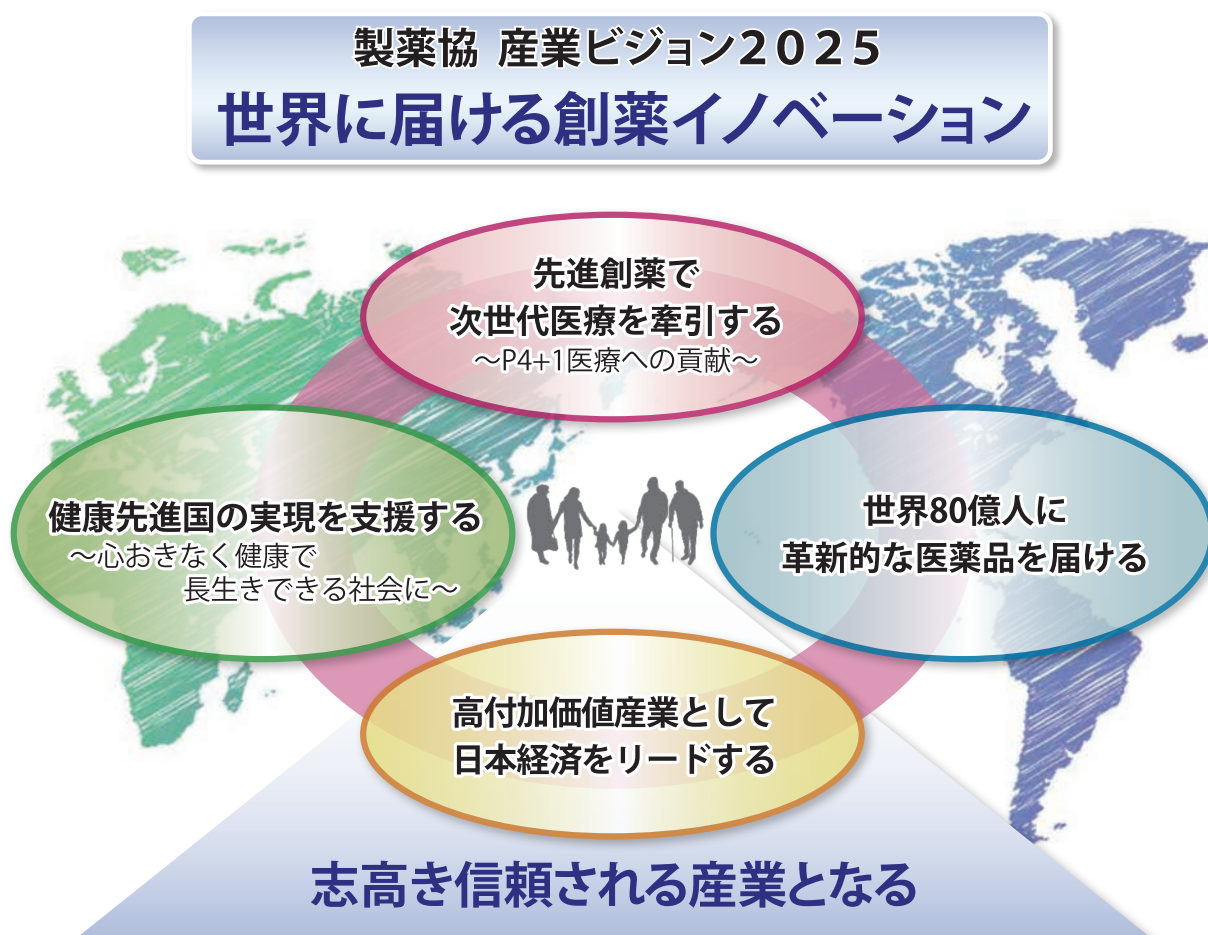 製薬協 産業ビジョン２０２５
世界に届ける創薬イノベーション
先進創薬で
次世代医療を牽引する
～P4+1医療への貢献～
健康先進国の実現を支援する
～心おきなく健康で
長生きできる社会に～
世界80億人に
革新的な医薬品を届ける
高付加価値産業として
日本経済をリードする
志高き信頼される産業となる